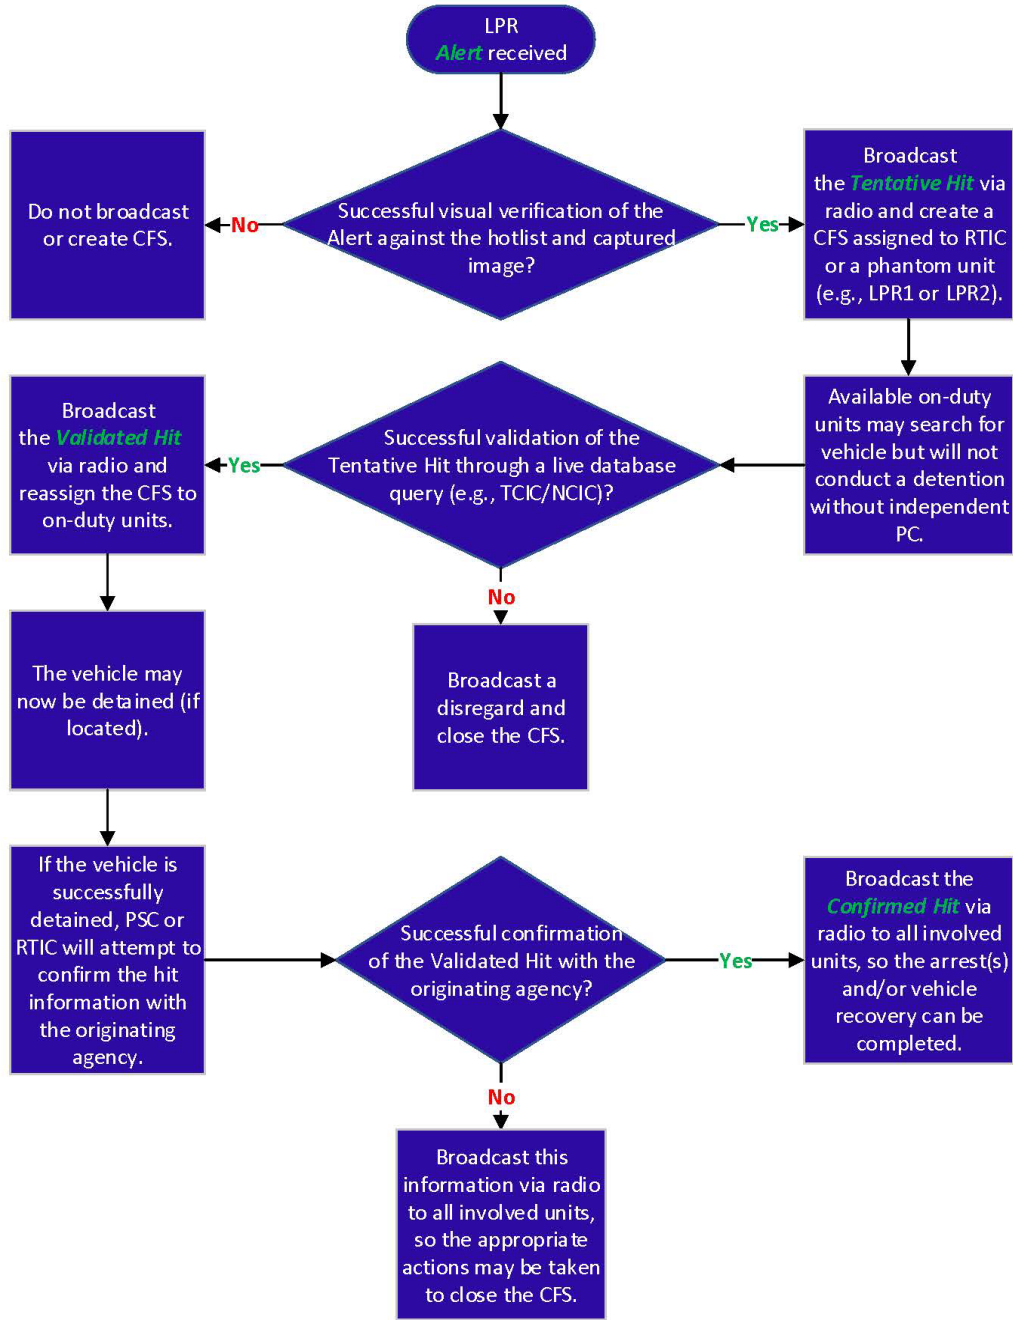 LPR
Alert received
Successful visual verification of the
Alert against the hotlist and captured
image?
No
Do not broadcast
or create CFS.
Yes
Broadcast
the Tentative Hit via
radio and create a
CFS assigned to RTIC
or a phantom unit
(e.g., LPR1 or LPR2).
Available on-duty
units may search for
vehicle but will not
conduct a detention
without independent
PC.
Successful validation of the
Tentative Hit through a live database
query (e.g., TCIC/NCIC)?
Yes
Broadcast
the Validated Hit
via radio and
reassign the CFS to
on-duty units.
No
Broadcast a
disregard and
close the CFS.
The vehicle may
now be detained (if
located).
If the vehicle is
successfully
detained, PSC or
RTIC will attempt to
confirm the hit
information with
the originating
agency.
Successful confirmation
of the Validated Hit with the
originating agency?
Yes
Broadcast the
Confirmed Hit via
radio to all involved
units, so the arrest(s)
and/or vehicle
recovery can be
completed.
No
Broadcast this
information via radio
to all involved units,
so the appropriate
actions may be taken
to close the CFS.